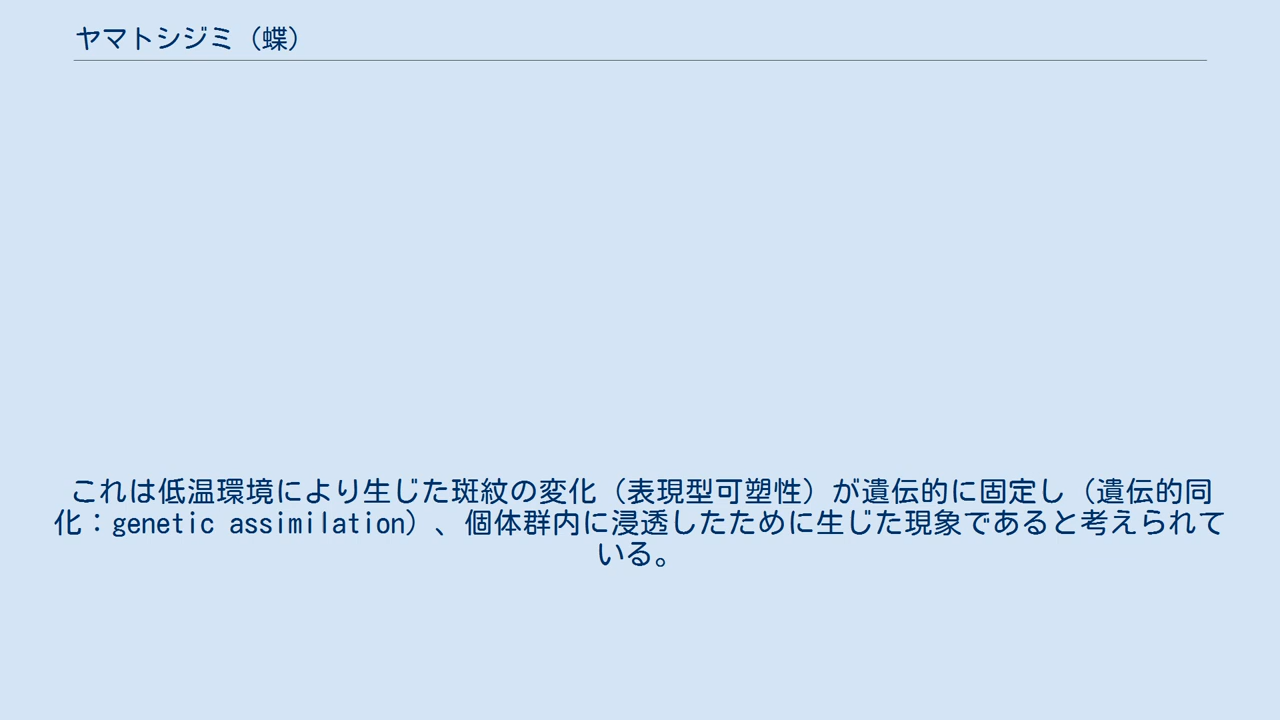 ヤマトシジミ（蝶）
これは低温環境により生じた斑紋の変化（表現型可塑性）が遺伝的に固定し（遺伝的同
化：genetic assimilation）、個体群内に浸透したために生じた現象であると考えられて
いる。